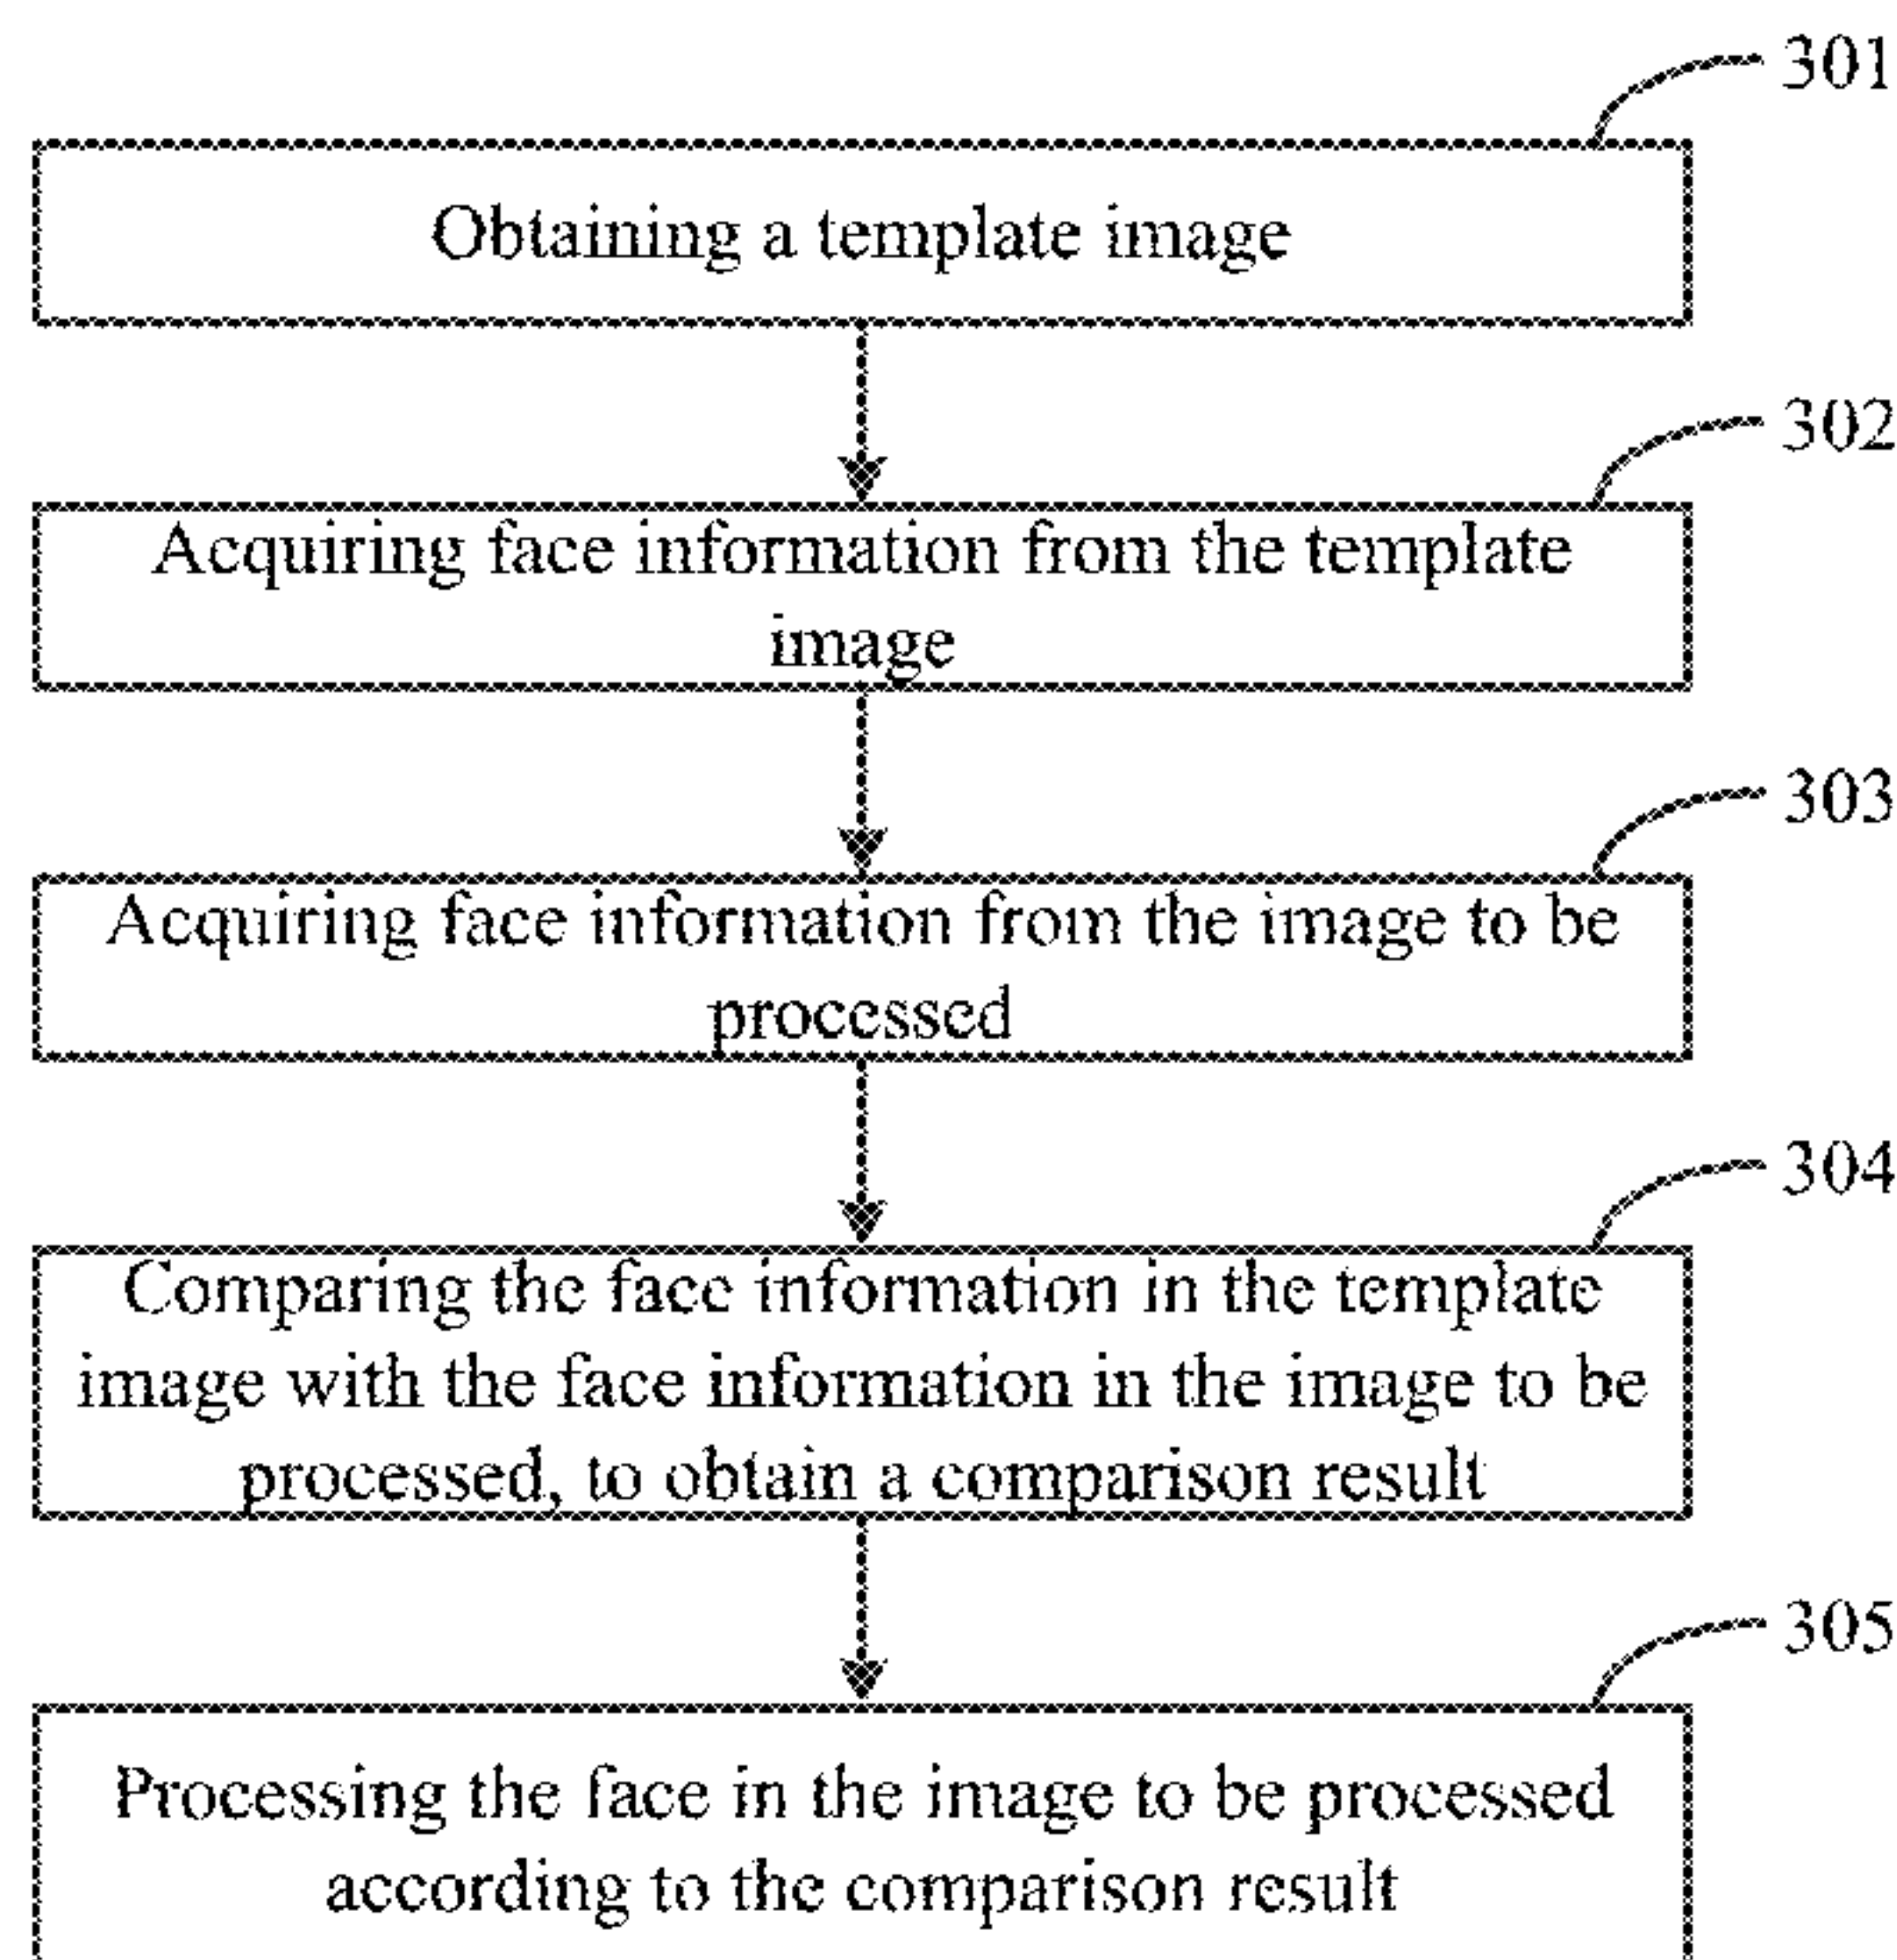 301
Obtaining a template image
302
Acquiring face information from the template
image
303
Acquiring face information from the image to be
processed
304
Comparing the face information in the template
image with the face information in the image to be
processed, to obtain a comparison result
305
Processing the face in the image to be processed
according to the comparison result